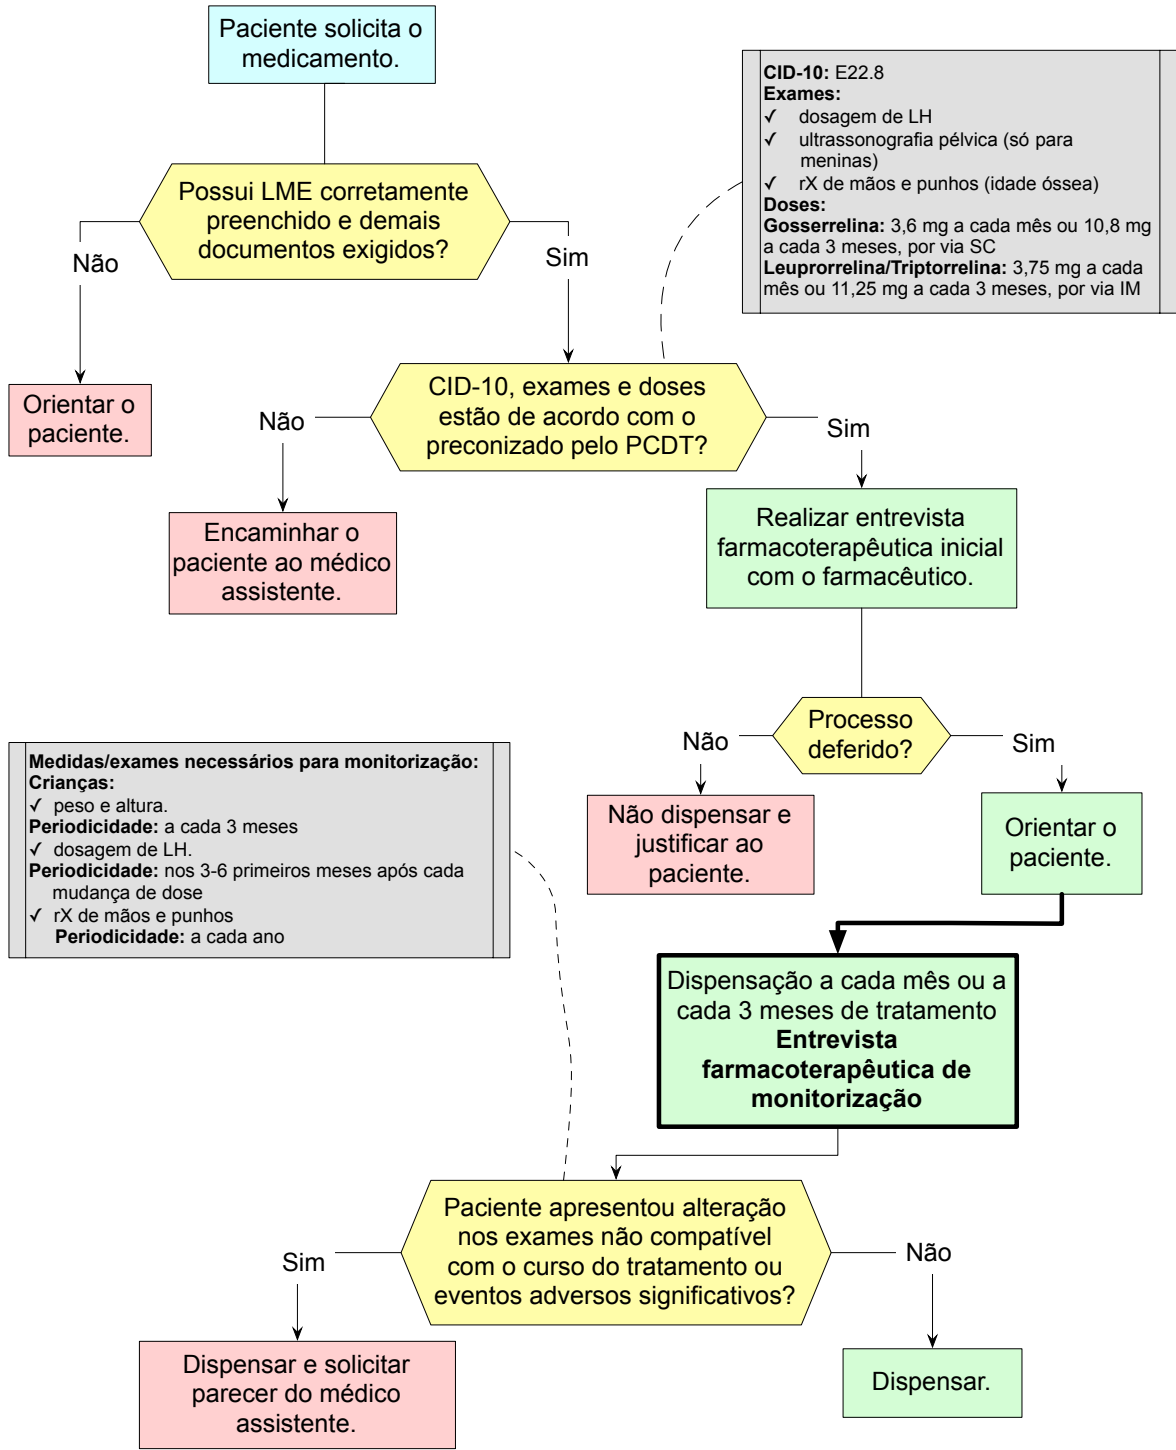 Paciente solicita o
medicamento.
CID-10: E22.8
Exames:
✓ dosagem de LH
✓ ultrassonografia pélvica (só para
meninas)
✓ rX de mãos e punhos (idade óssea)
Doses:
Gosserrelina: 3,6 mg a cada mês ou 10,8 mg
a cada 3 meses, por via SC
Leuprorrelina/Triptorrelina: 3,75 mg a cada
mês ou 11,25 mg a cada 3 meses, por via IM
Possui LME corretamente
preenchido e demais
documentos exigidos?
Não
Sim
Orientar o
paciente.
CID-10, exames e doses
estão de acordo com o
preconizado pelo PCDT?
Não
Sim
Encaminhar o
paciente ao médico
assistente.
Realizar entrevista
farmacoterapêutica inicial
com o farmacêutico.
Processo
deferido?
Não
Sim
Não dispensar e
justificar ao
paciente.
Orientar o
paciente.
Medidas/exames necessários para monitorização:
Crianças:
✓ peso e altura.
Periodicidade: a cada 3 meses
✓ dosagem de LH.
Periodicidade: nos 3-6 primeiros meses após cada
mudança de dose
✓ rX de mãos e punhos
Periodicidade: a cada ano
Dispensação a cada mês ou a
cada 3 meses de tratamento
Entrevista
farmacoterapêutica de
monitorização
Paciente apresentou alteração
nos exames não compatível
com o curso do tratamento ou
eventos adversos significativos?
Sim
Não
Dispensar e solicitar
parecer do médico
assistente.
Dispensar.